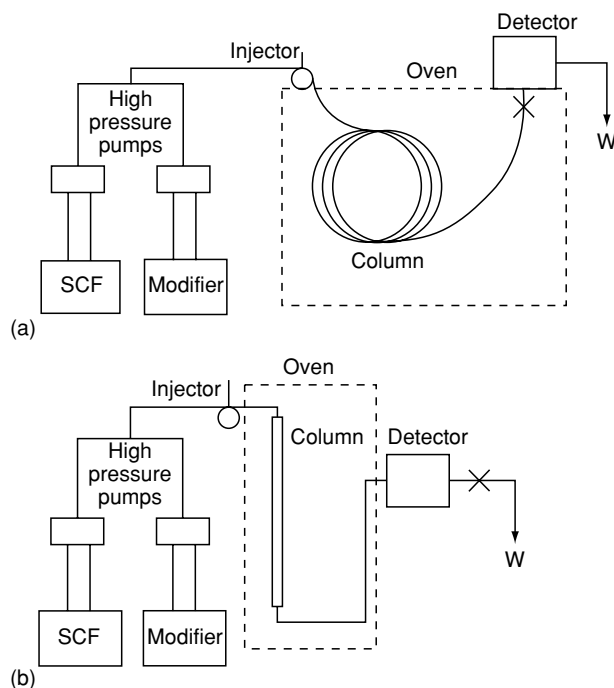 Detector
Injector
Oven
High
pressure
pumps
W
Column
SCF
Modifier
(a)
Oven
Injector
Column
Detector
High
pressure
pumps
W
SCF
Modifier
(b)